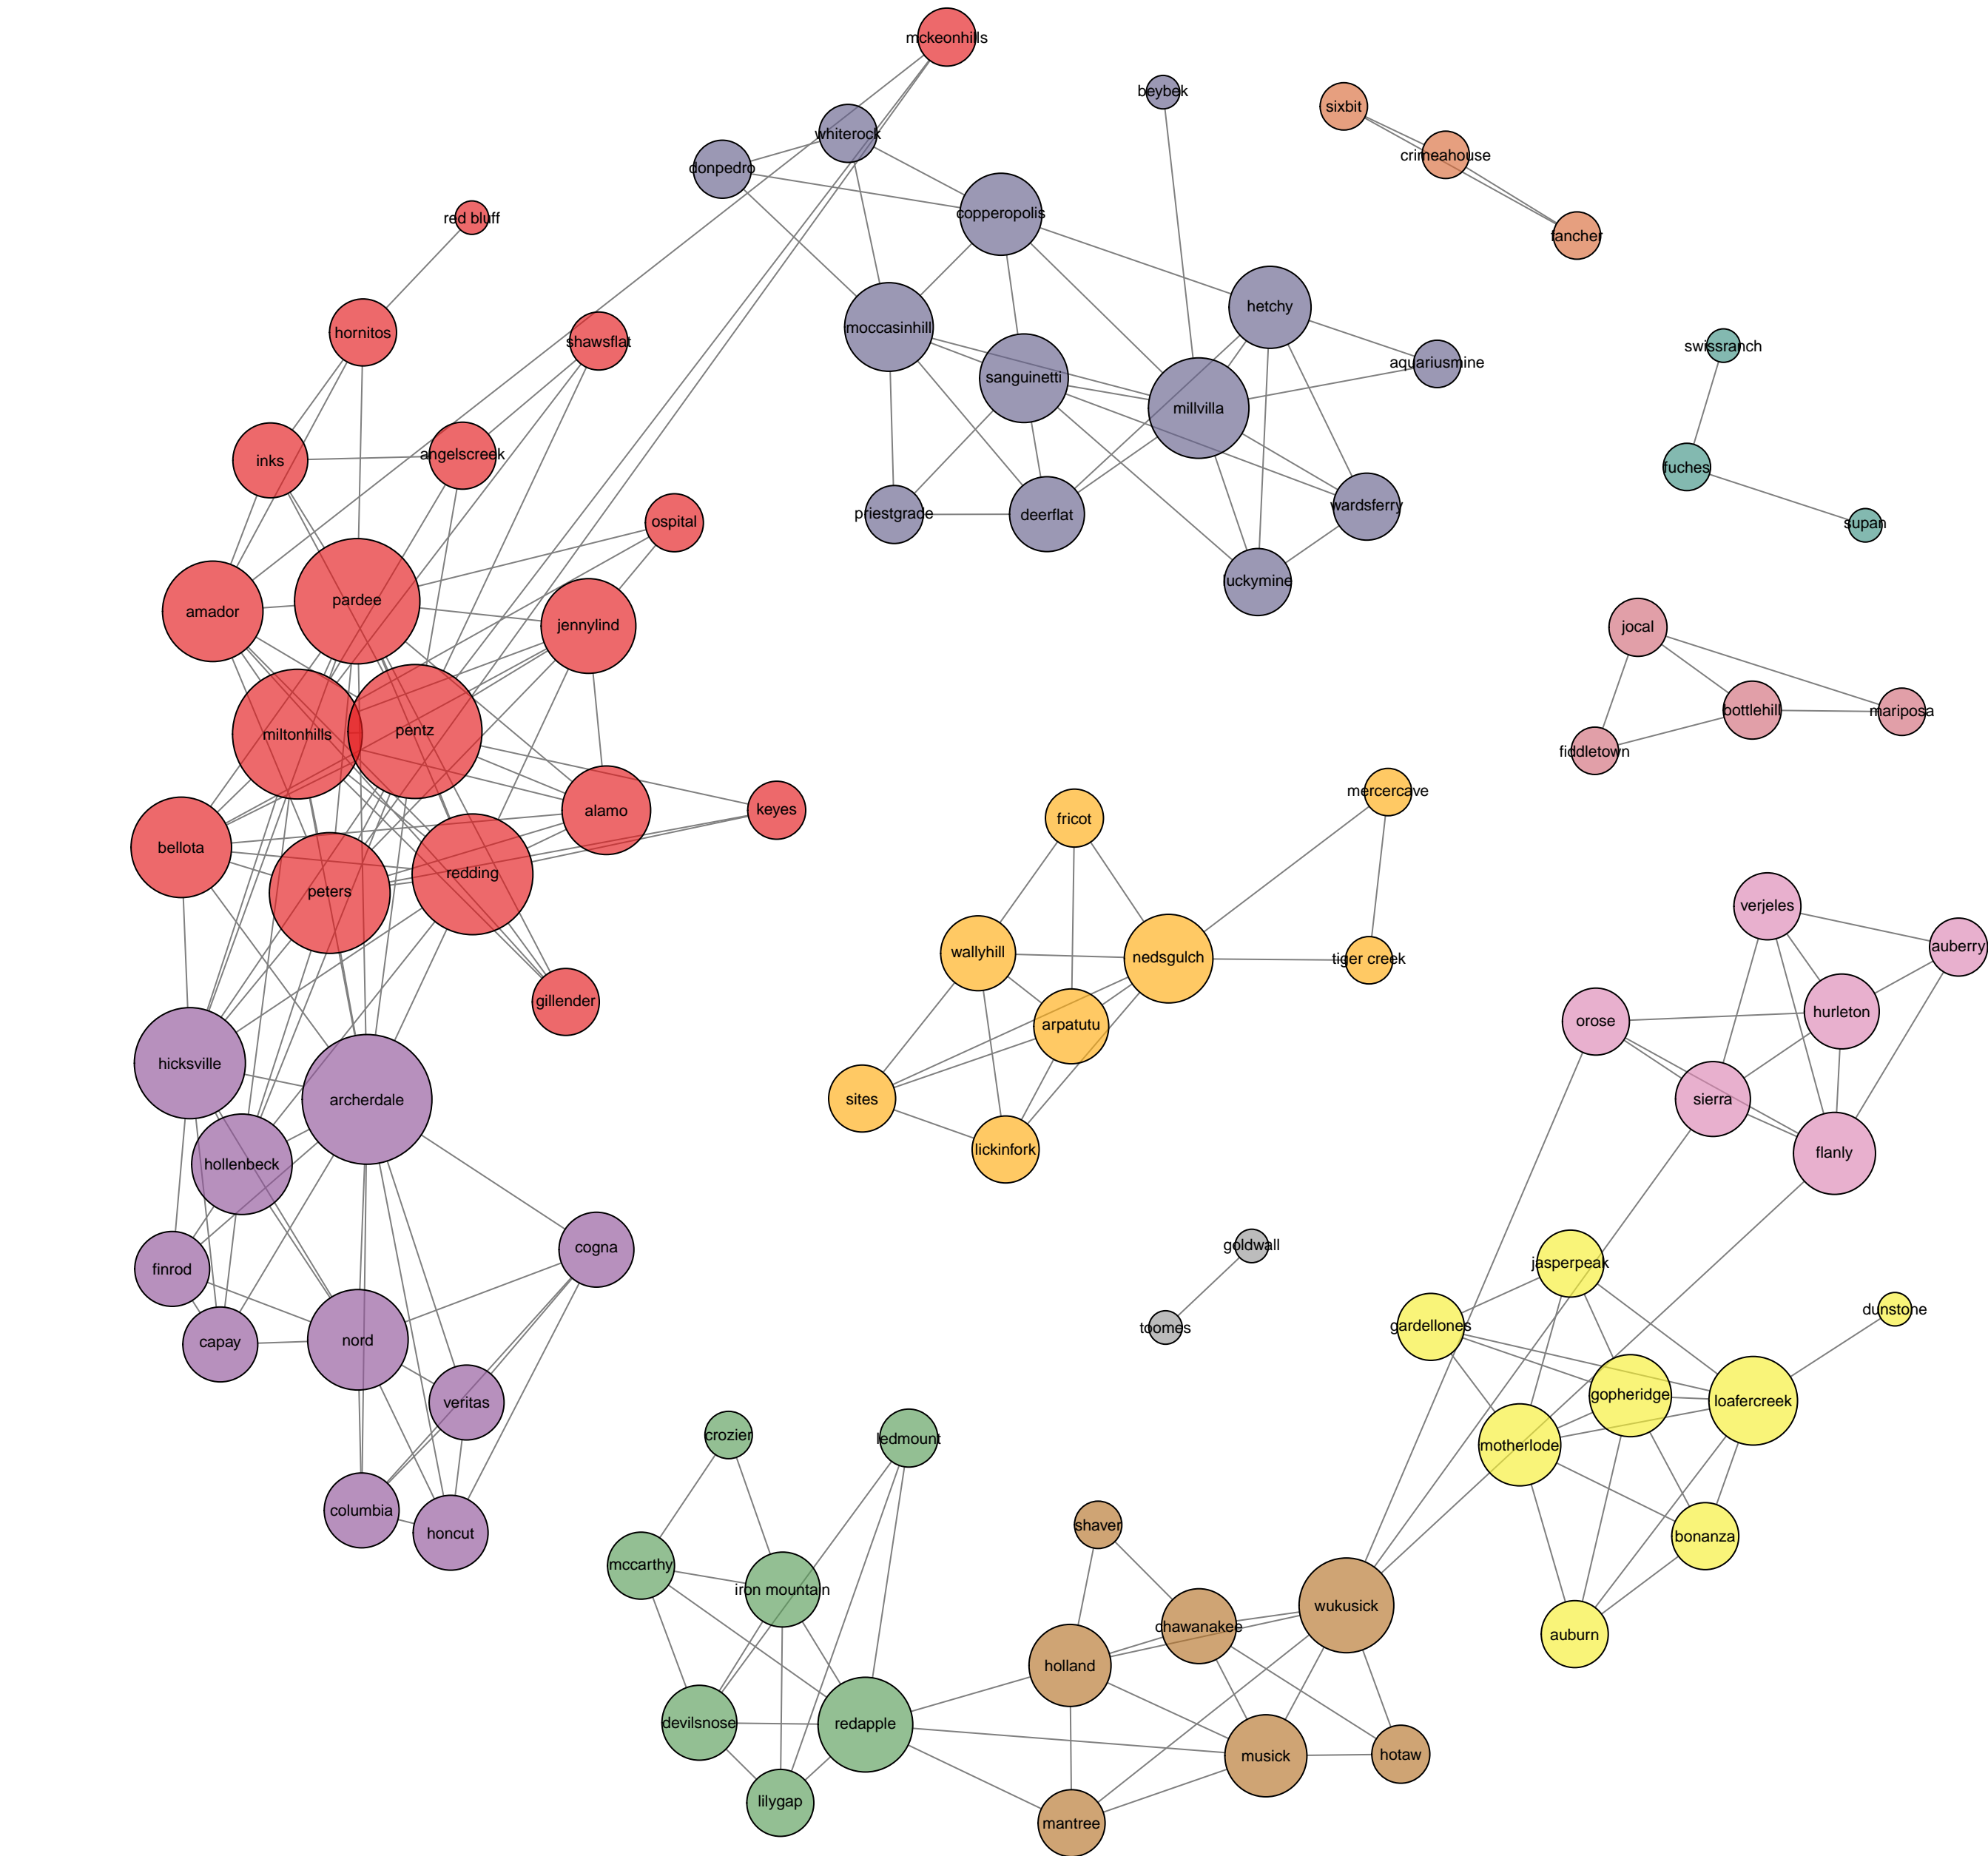 mckeonhills
beybek
sixbit
whiterock
crimeahouse
donpedro
copperopolis
red bluff
fancher
hetchy
moccasinhill
hornitos
shawsflat
swissranch
aquariusmine
sanguinetti
millvilla
angelscreek
inks
fuches
wardsferry
priestgrade
deerflat
ospital
supan
luckymine
pardee
amador
jennylind
jocal
bottlehill
mariposa
pentz
miltonhills
fiddletown
mercercave
alamo
keyes
fricot
bellota
redding
peters
verjeles
auberry
wallyhill
nedsgulch
tiger creek
gillender
hurleton
orose
arpatutu
hicksville
archerdale
sites
sierra
lickinfork
flanly
hollenbeck
goldwall
cogna
jasperpeak
finrod
dunstone
toomes
gardellones
capay
nord
gopheridge
loafercreek
veritas
crozier
ledmount
motherlode
columbia
shaver
honcut
bonanza
mccarthy
iron mountain
wukusick
chawanakee
auburn
holland
devilsnose
redapple
musick
hotaw
lilygap
mantree